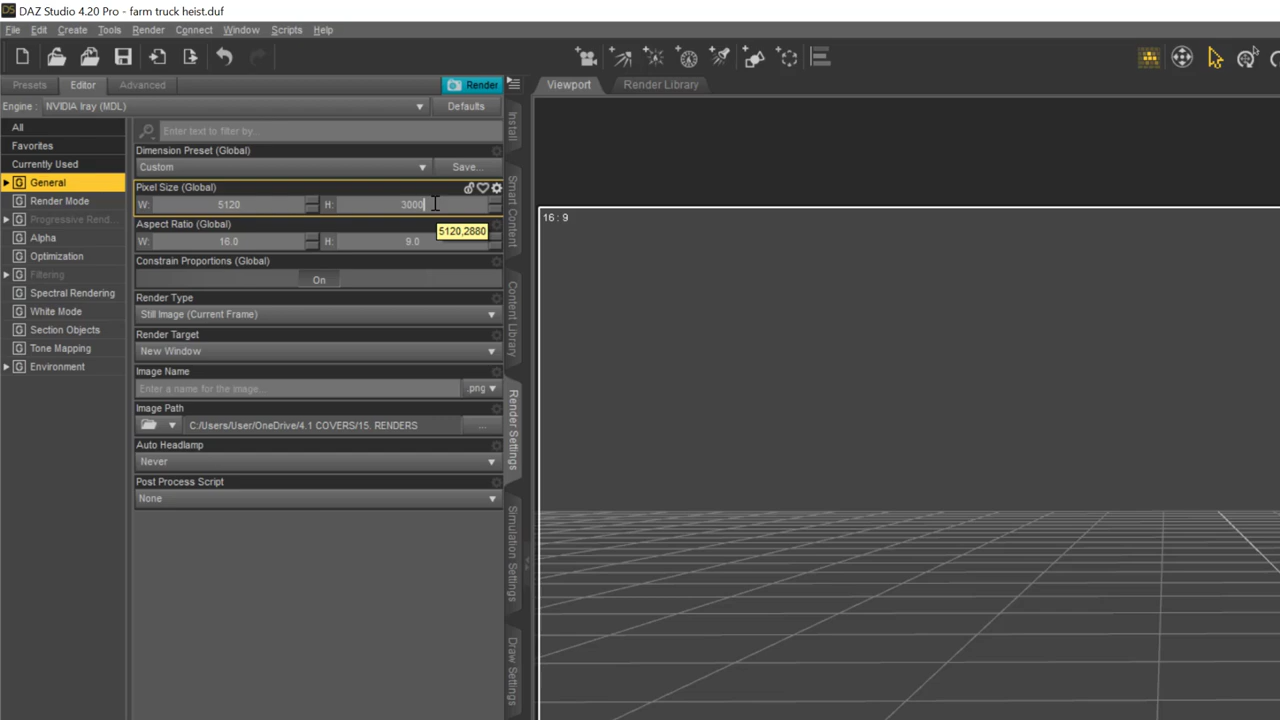 DAZ Studio 4.20 Pro - farm truck heist.duf
File Edit Create Tools Render Connect Window Scripts Help
Presets Editor Advanced Render
Viewport Render Library
Engine : NVIDIA Iray (MDL) Defaults
All
Favorites
Currently Used
General
Render Mode
Progressive Rend...
Alpha
Optimization
Filtering
Spectral Rendering
White Mode
Section Objects
Tone Mapping
Environment
Enter text to filter by...
Dimension Preset (Global)
Custom Save...
Pixel Size (Global)
W: 5120 H: 3000
Aspect Ratio (Global)
5120,2880
W: 16.0 H: 9.0
Constrain Proportions (Global)
On
Render Type
Still Image (Current Frame)
Render Target
New Window
Image Name
Enter a name for the image... .png
Image Path
C:/Users/User/OneDrive/4.1 COVERS/15. RENDERS ...
Auto Headlamp
Never
Post Process Script
None
Install
Smart Content
Content Library
Render Settings
Simulation Settings
Draw Settings
16 : 9